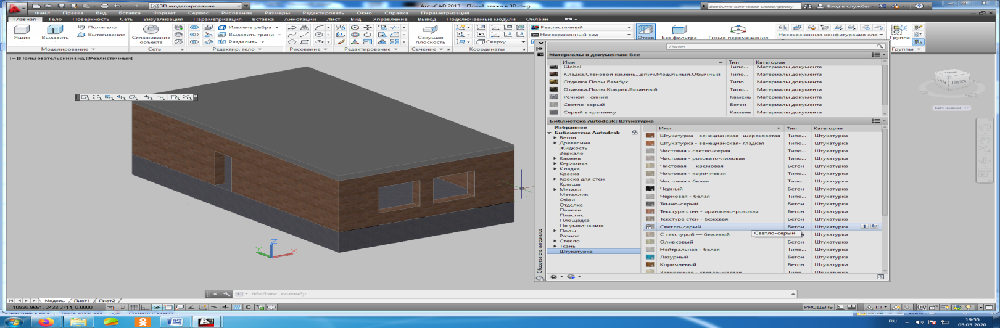 3D моделирование
AutoCAD 2013 План1 этажа в 3D.dwg
Введите ключевое слово/фразу
Вход в службы
Файл Правка Вид Вставка Формат Сервис Рисование Размеры Редактировать Окно Справка Параметризация
Главная Тело Поверхность Сеть Визуализация Параметризация Вставка Аннотации Лист Вид Управление Вывод Подключаемые модули Онлайн
Ящик
Выдавить
Политело
Вытягивание
Сглаживание объекта
Извлечь ребра
Выдавить грани
Разделить
Секущая плоскость
Сверху
Реалистичный
Несохраненный вид
Отсев
Без фильтра
Гизмо перемещения
Несохраненная конфигурация сло
Группа
Моделирование
Сеть
Редактир. тело
Рисование
Редактирование
Сечение
Координаты
Группы
[−][Пользовательский вид][Реалистичный]
Поиск
Материалы в документах: Все
Имя Тип Категория
Global Типо... Материалы документа
Кладка.Стеновой камень...рпич.Модульный.Обычный Типо... Материалы документа
Отделка.Полы.Бамбук Типо... Материалы документа
Отделка.Полы.Коврик.Вязанный Типо... Материалы документа
Речной - синий Камень Материалы документа
Светло-серый Бетон Материалы документа
Серый в крапинку Камень Материалы документа
Библиотека Autodesk: Штукатурка
Избранное
Библиотека Autodesk
Бетон
Древесина
Жидкость
Зеркало
Камень
Керамика
Кладка
Краска
Краска для стен
Крыша
Металл
Металлик
Обои
Отделка
Панели
Пластик
Площадка
По умолчанию
Полы
Разное
Стекло
Ткань
Штукатурка
Имя Тип Категория
Штукатурка - венецианская- шероховатая Типо... Штукатурка
Штукатурка - венецианская- гладкая Типо... Штукатурка
Чистовая - светло-серая Типо... Штукатурка
Чистовая - розовато-лиловая Типо... Штукатурка
Чистовая — кремовая Бетон Штукатурка
Чистовая - коричневая Типо... Штукатурка
Чистовая - белая Типо... Штукатурка
Черный Бетон Штукатурка
Черновая - белая Типо... Штукатурка
Темно-серый Бетон Штукатурка
Текстура стен - оранжево-розовая Бетон Штукатурка
Текстура стен - бежевая Бетон Штукатурка
Светло-серый Бетон Штукатурка
С текстурой — бежевый Штукатурка
Светло-серый
Оливковый Бетон Штукатурка
Нейтральная - белая Типо... Штукатурка
Лазурный Бетон Штукатурка
Коричневый Бетон Штукатурка
Затирочная - светло-желтая Типо Штукатурка
Обозреватель материалов
Слева Перед
Без имени
Z
Y
X
Введите команду
Модель Лист1 Лист2
10930.9651, 2433.2714, 0.0000
РМОДЕЛЬ
1:1
Русский (Россия)
RU
19:55
05.05.2020